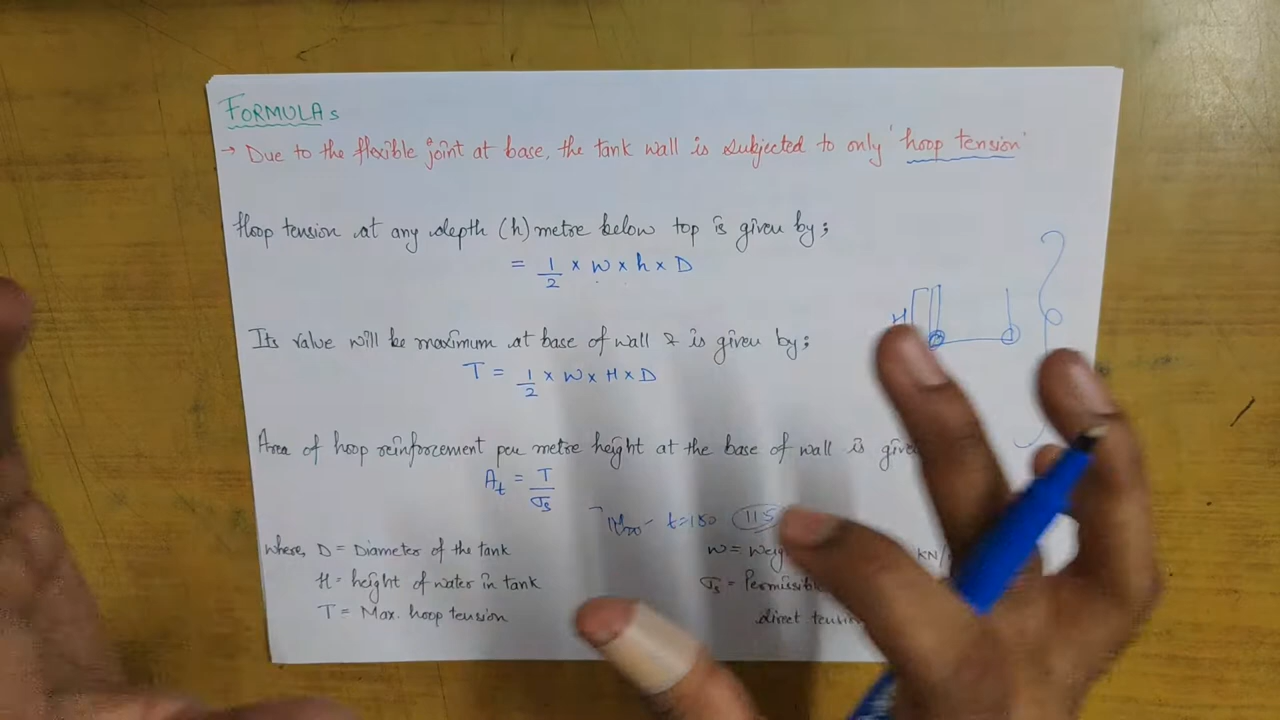 FORMULAs
→ Due to the flexible joint at base, the tank wall is subjected to only 'hoop tension'
Hoop tension at any depth (h) metre below top is given by;
= 1/2 × w × h × D
H
Its value will be maximum at base of wall & is given by;
T = 1/2 × w × H × D
Area of hoop reinforcement per metre height at the base of wall is
At = T/σs
t=150 115
where, D = Diameter of the tank
w =
KN/
H = height of water in tank
σs = Permissible
T = Max. hoop tension
direct tension